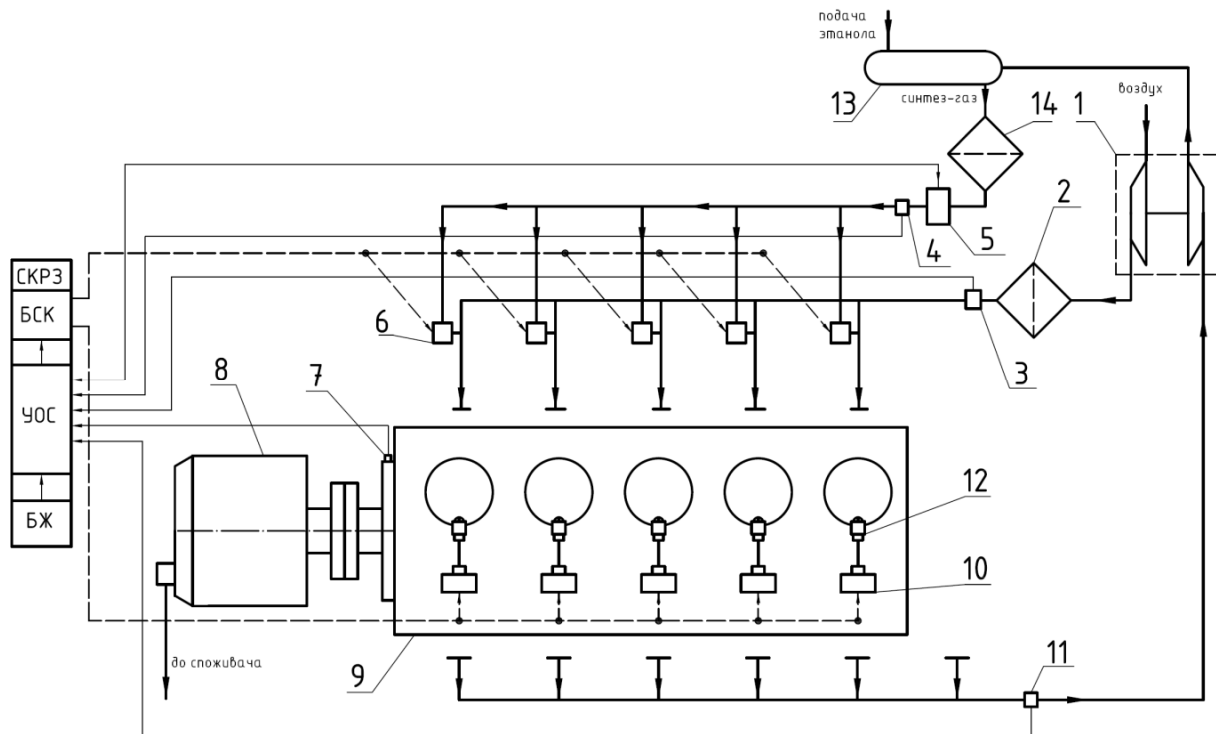 подача
этанола
13
синтез-газ
14
воздух
1
2
5
4
СКРЗ
БСК
6
3
8
7
УОС
12
БЖ
10
до споживача
9
11